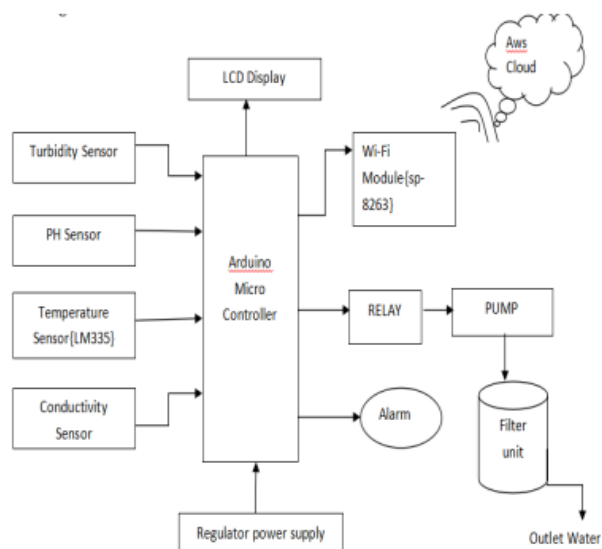 Aws
Cloud
LCD Display
Turbidity Sensor
Wi-Fi
Module{sp-
8263}
PH Sensor
Arduino
Micro
Controller
Temperature
Sensor{LM335}
RELAY
PUMP
Conductivity
Sensor
Alarm
Filter
unit
Regulator power supply
Outlet Water